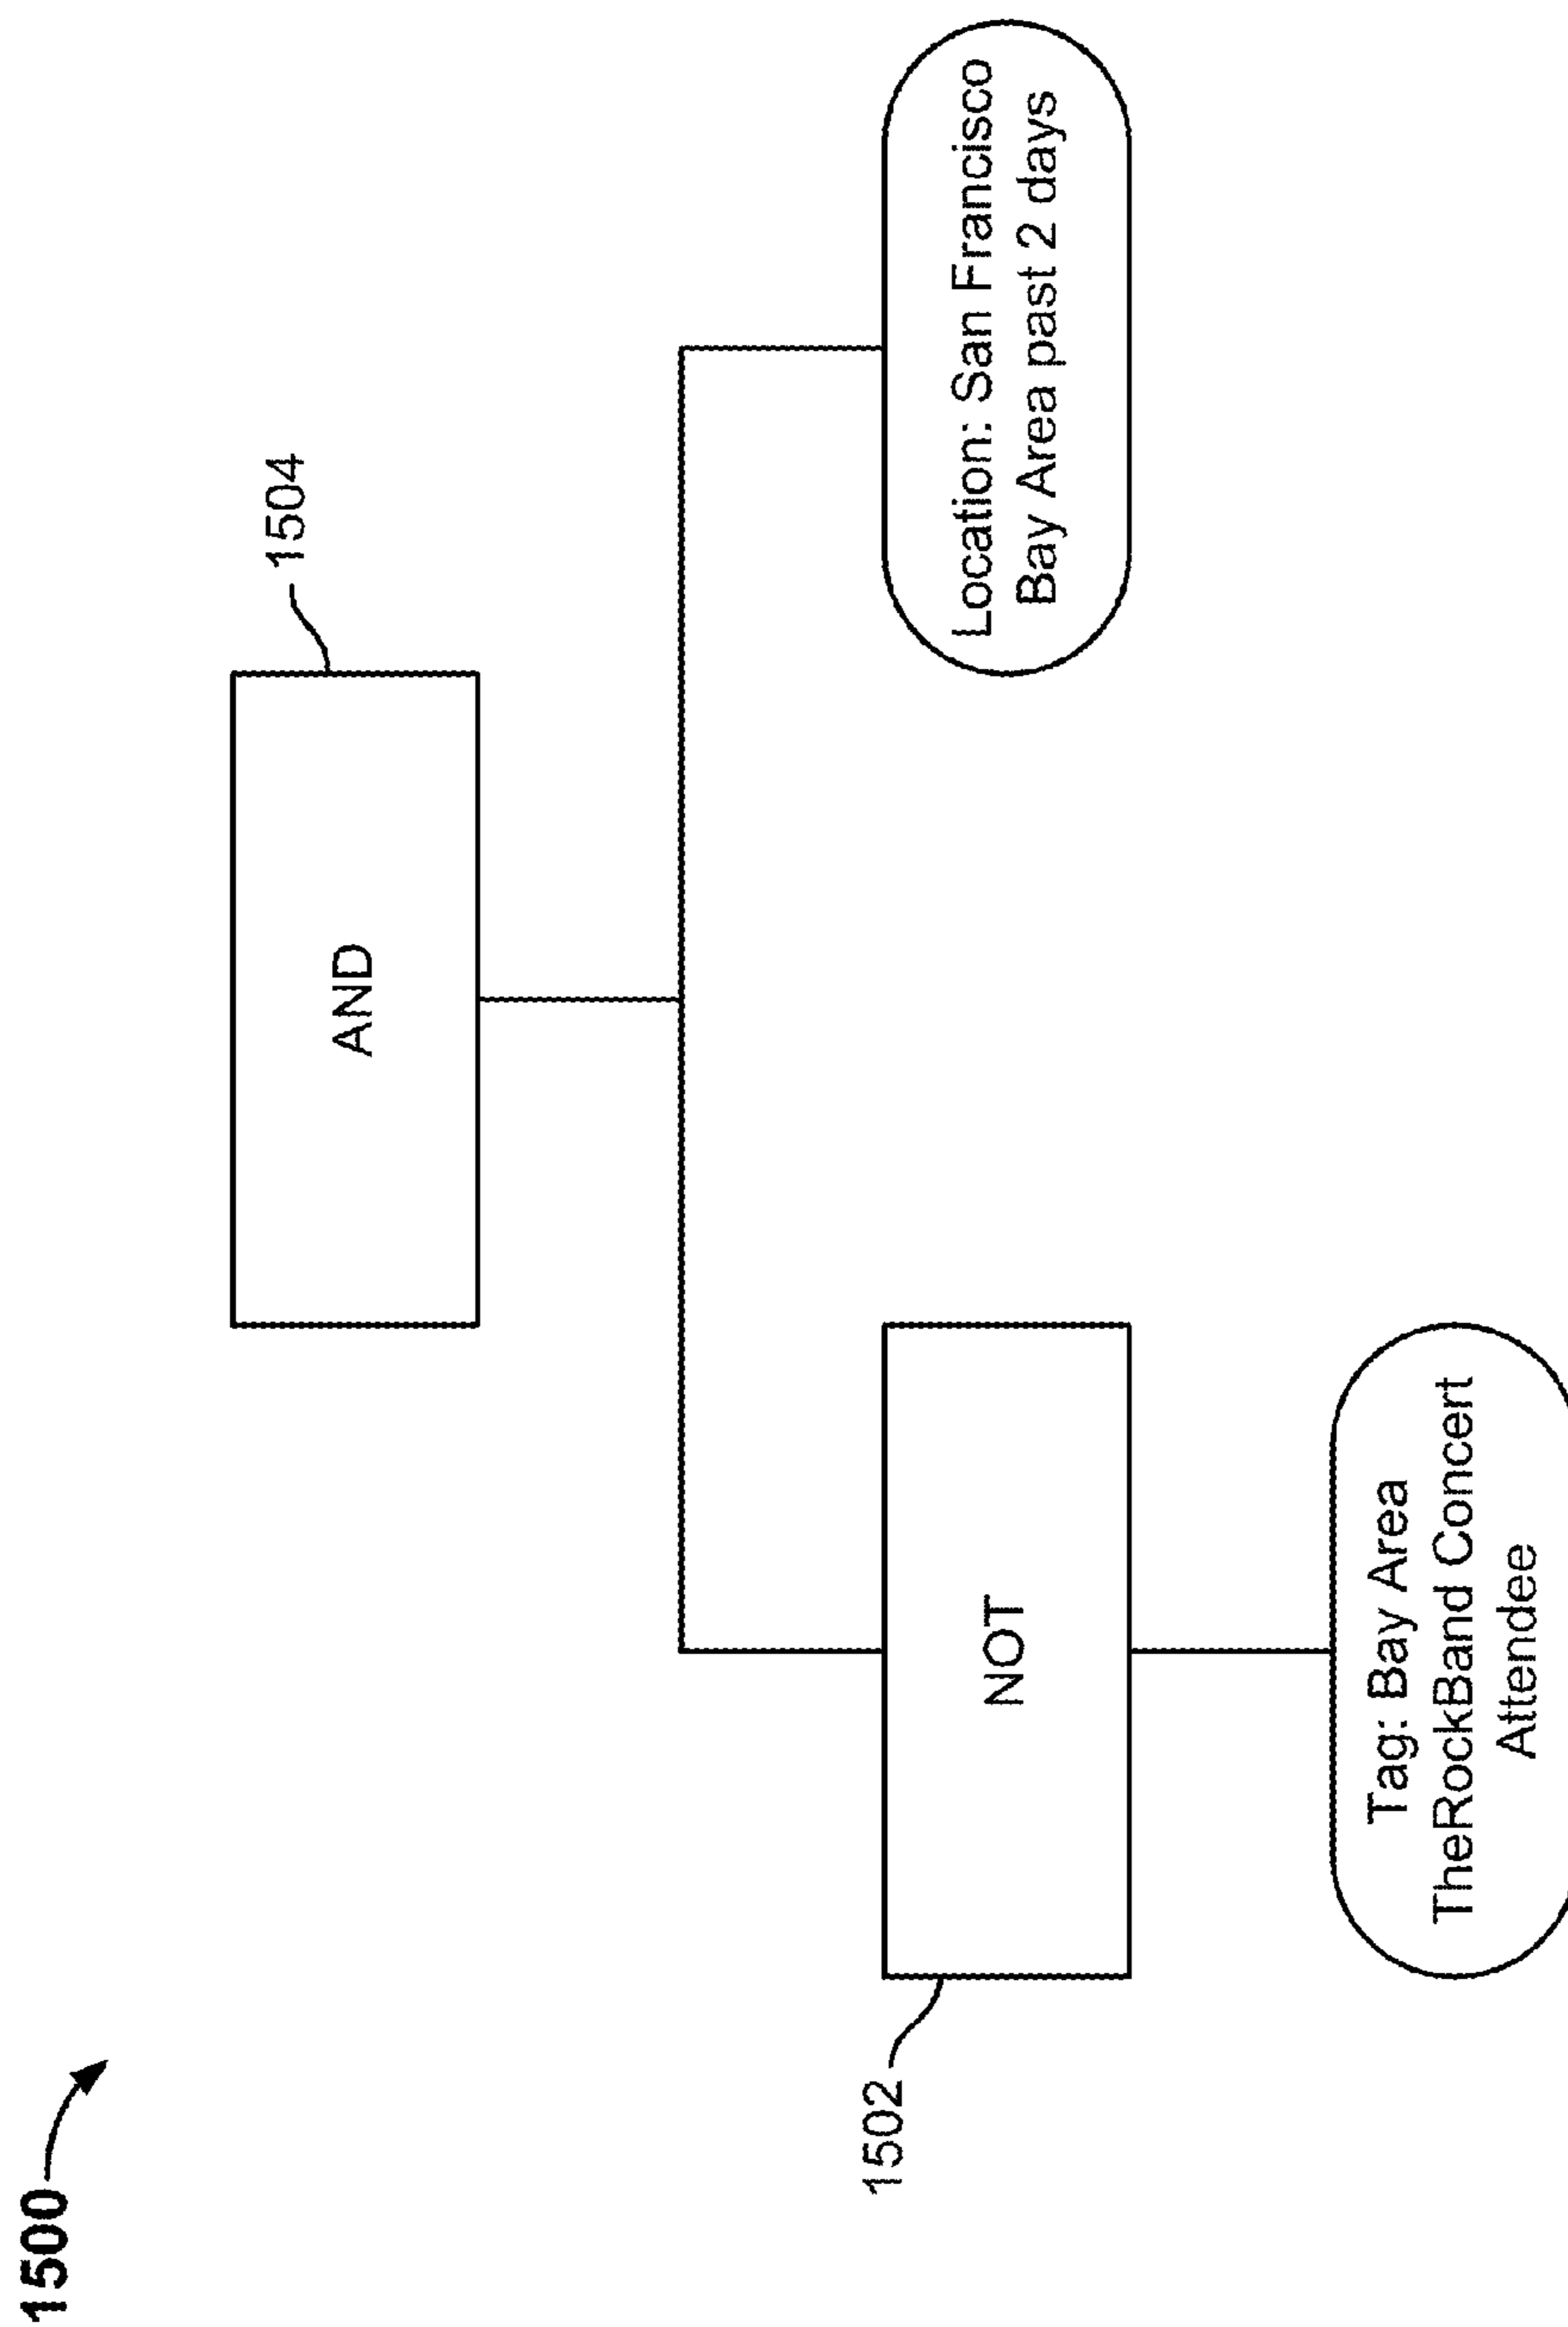 1500
AND
1504
NOT
1502
Location: San Francisco
Bay Area past 2 days
Tag: Bay Area
TheRockBand Concert
Attendee